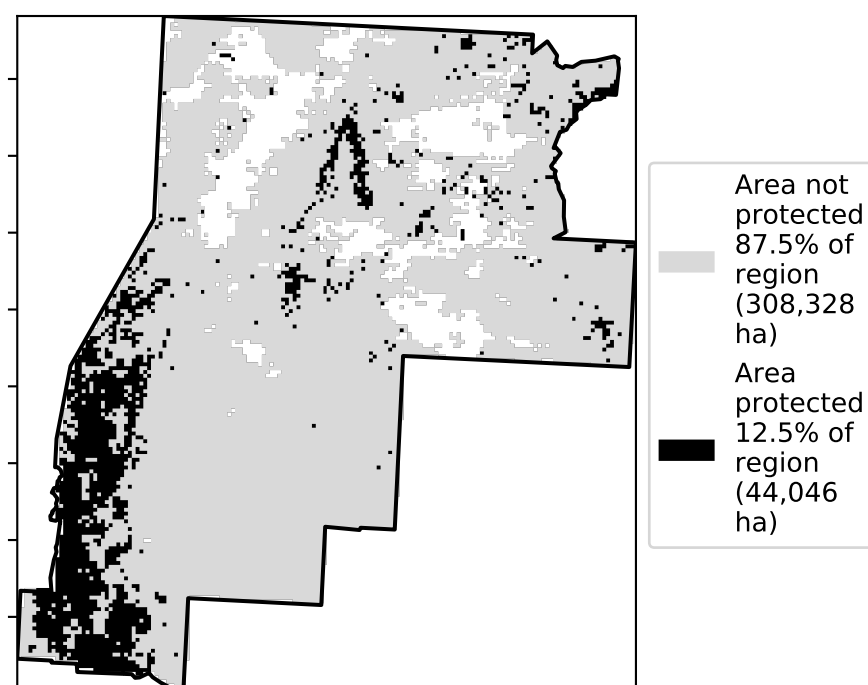 Area not
protected
87.5% of
region
(308,328
ha)
Area
protected
12.5% of
region
(44,046
ha)